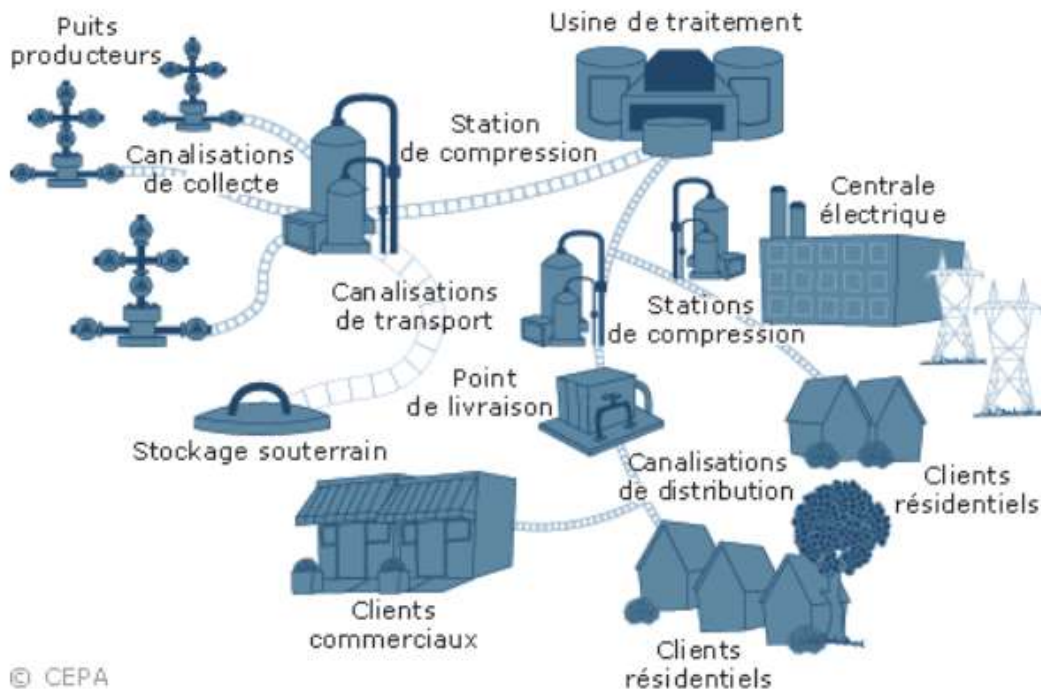 Puits
producteurs
Usine de traitement
Canalisations
de collecte
Station
de compression
Centrale
électrique
Canalisations
de transport
Stations
de compression
Point
de livraison
Stockage souterrain
Canalisations
de distribution
Clients
résidentiels
Clients
commerciaux
Clients
résidentiels
© CEPA